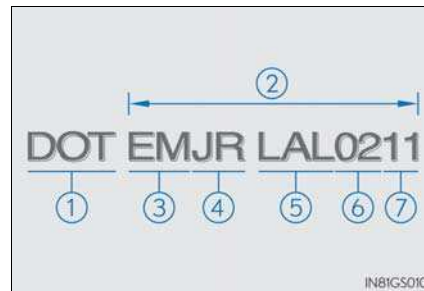 ②
DOT EMJR LAL0211
① ③ ④ ⑤ ⑥ ⑦
IN81GS010